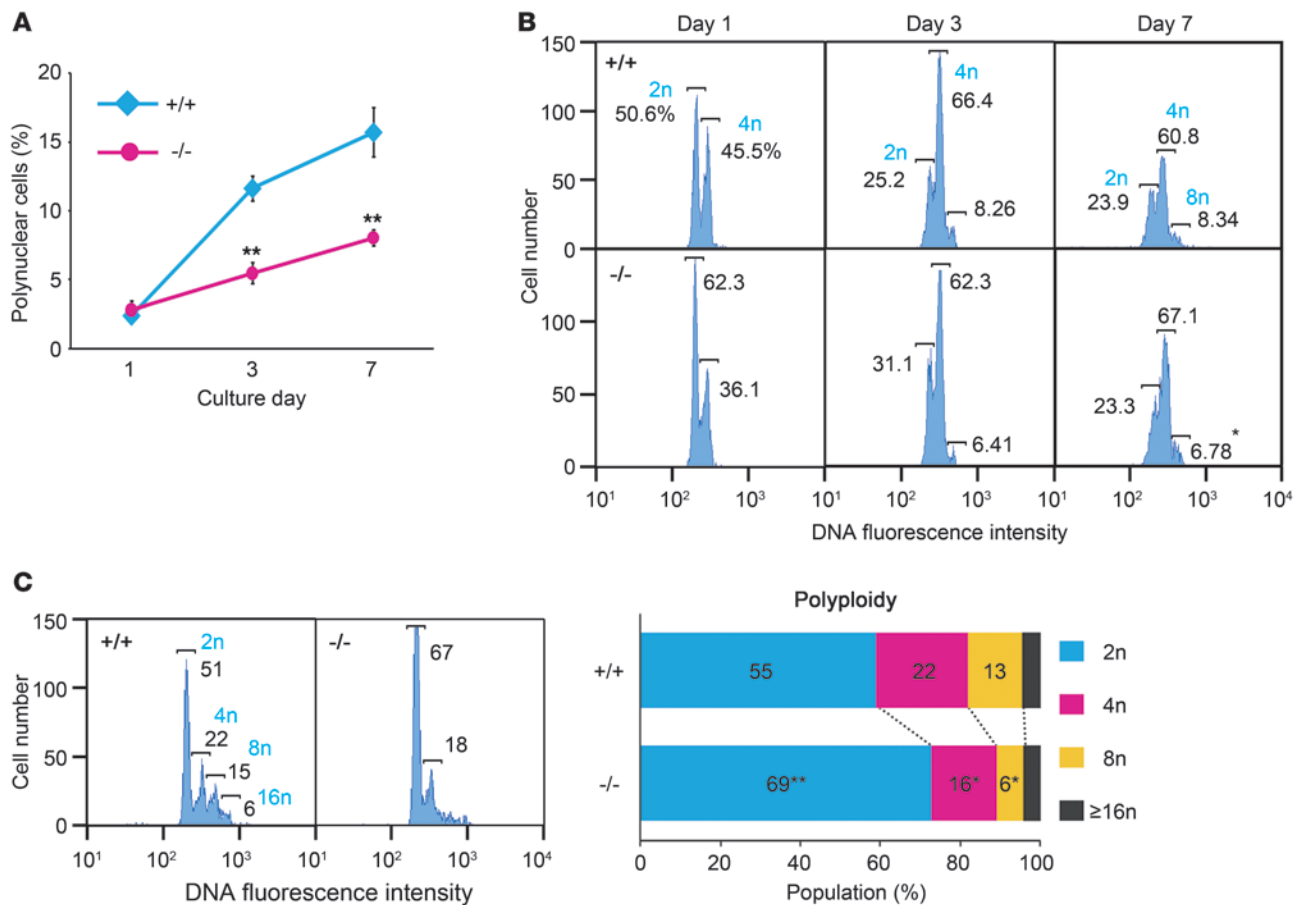 A
20
15
10
5
0
Polynuclear cells (%)
+/+
-/-
**
**
1
3
7
Culture day
B
Day 1
Day 3
Day 7
150
100
50
0
+/+
2n
50.6%
4n
45.5%
4n
66.4
2n
25.2
8.26
4n
60.8
2n
23.9
8n
8.34
Cell number
100
50
0
-/-
62.3
36.1
62.3
31.1
6.41
67.1
23.3
6.78*
10¹
10²
10³
10²
10³
10²
10³
10⁴
DNA fluorescence intensity
C
150
100
50
0
Cell number
+/+
2n
51
4n
22
8n
15
16n
6
-/-
67
18
10¹
10²
10³
10¹
10²
10³
10⁴
DNA fluorescence intensity
Polyploidy
+/+
55
22
13
-/-
69**
16*
6*
0
20
40
60
80
100
Population (%)
2n
4n
8n
≥16n